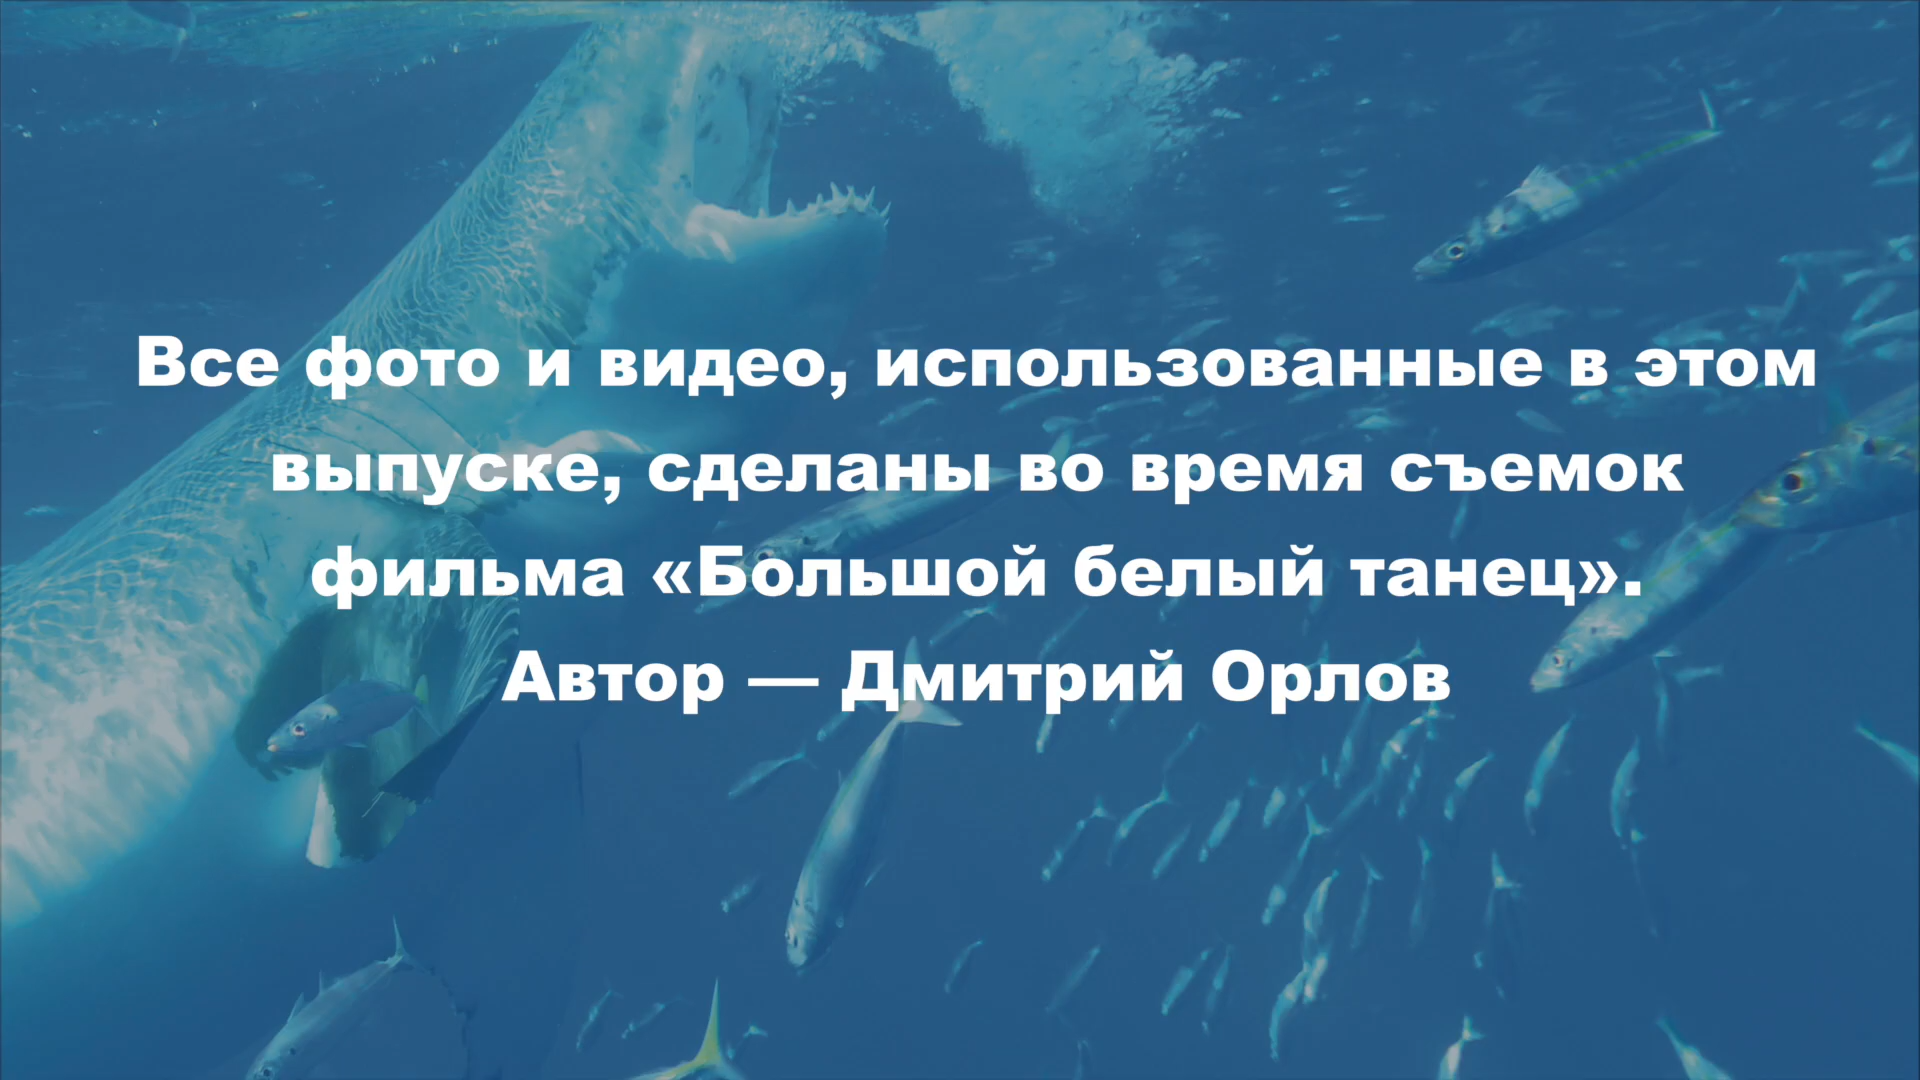 Все фото и видео, использованные в этом
выпуске, сделаны во время съемок
фильма «Большой белый танец».
Автор — Дмитрий Орлов